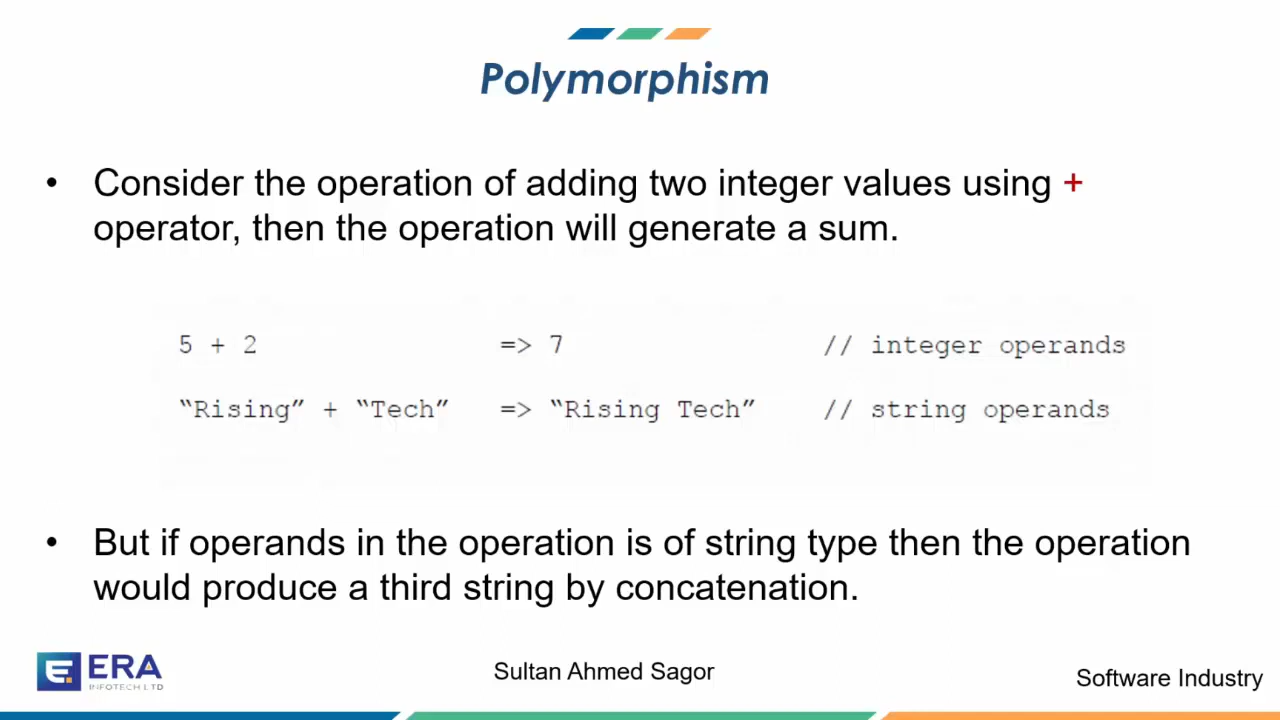 Polymorphism
• Consider the operation of adding two integer values using +
operator, then the operation will generate a sum.
5 + 2 => 7 // integer operands
“Rising” + “Tech” => “Rising Tech” // string operands
• But if operands in the operation is of string type then the operation
would produce a third string by concatenation.
ERA
INFOTECH LTD
Sultan Ahmed Sagor
Software Industry